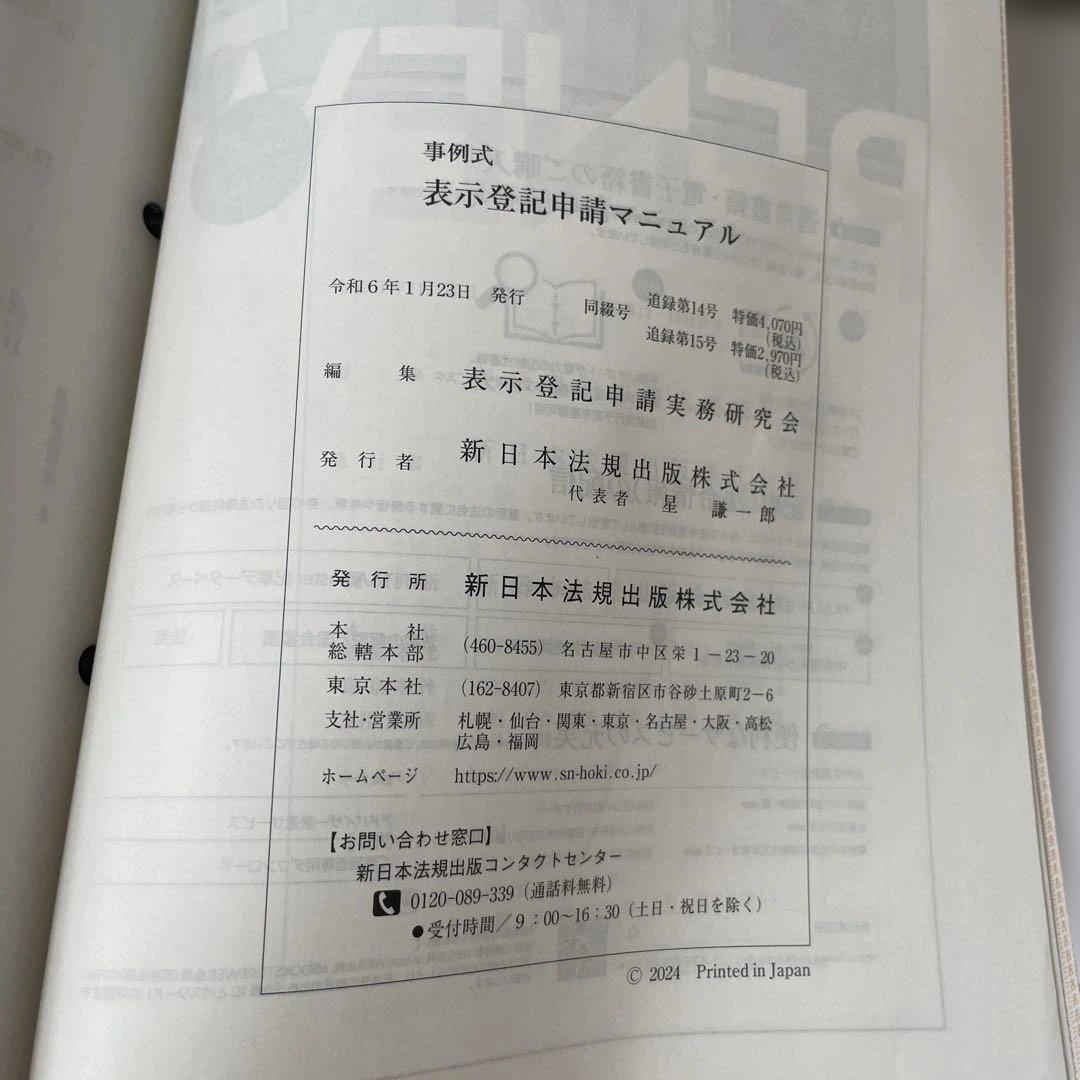 事例式
表示登記申請マニュアル
令和6年1月23日 発行 同綴号 追録第14号 特価4,070円
(税込)
追録第15号 特価2,970円
(税込)
編集 表示登記申請実務研究会
発行者 新日本法規出版株式会社
代表者 星 謙一郎
発行所 新日本法規出版株式会社
本社
総轄本部 (460-8455) 名古屋市中区栄1-23-20
東京本社 (162-8407) 東京都新宿区市谷砂土原町2-6
支社・営業所 札幌・仙台・関東・東京・名古屋・大阪・高松
広島・福岡
ホームページ https://www.sn-hoki.co.jp/
【お問い合わせ窓口】
新日本法規出版コンタクトセンター
0120-089-339(通話料無料)
●受付時間/9:00~16:30(土日・祝日を除く)
© 2024 Printed in Japan